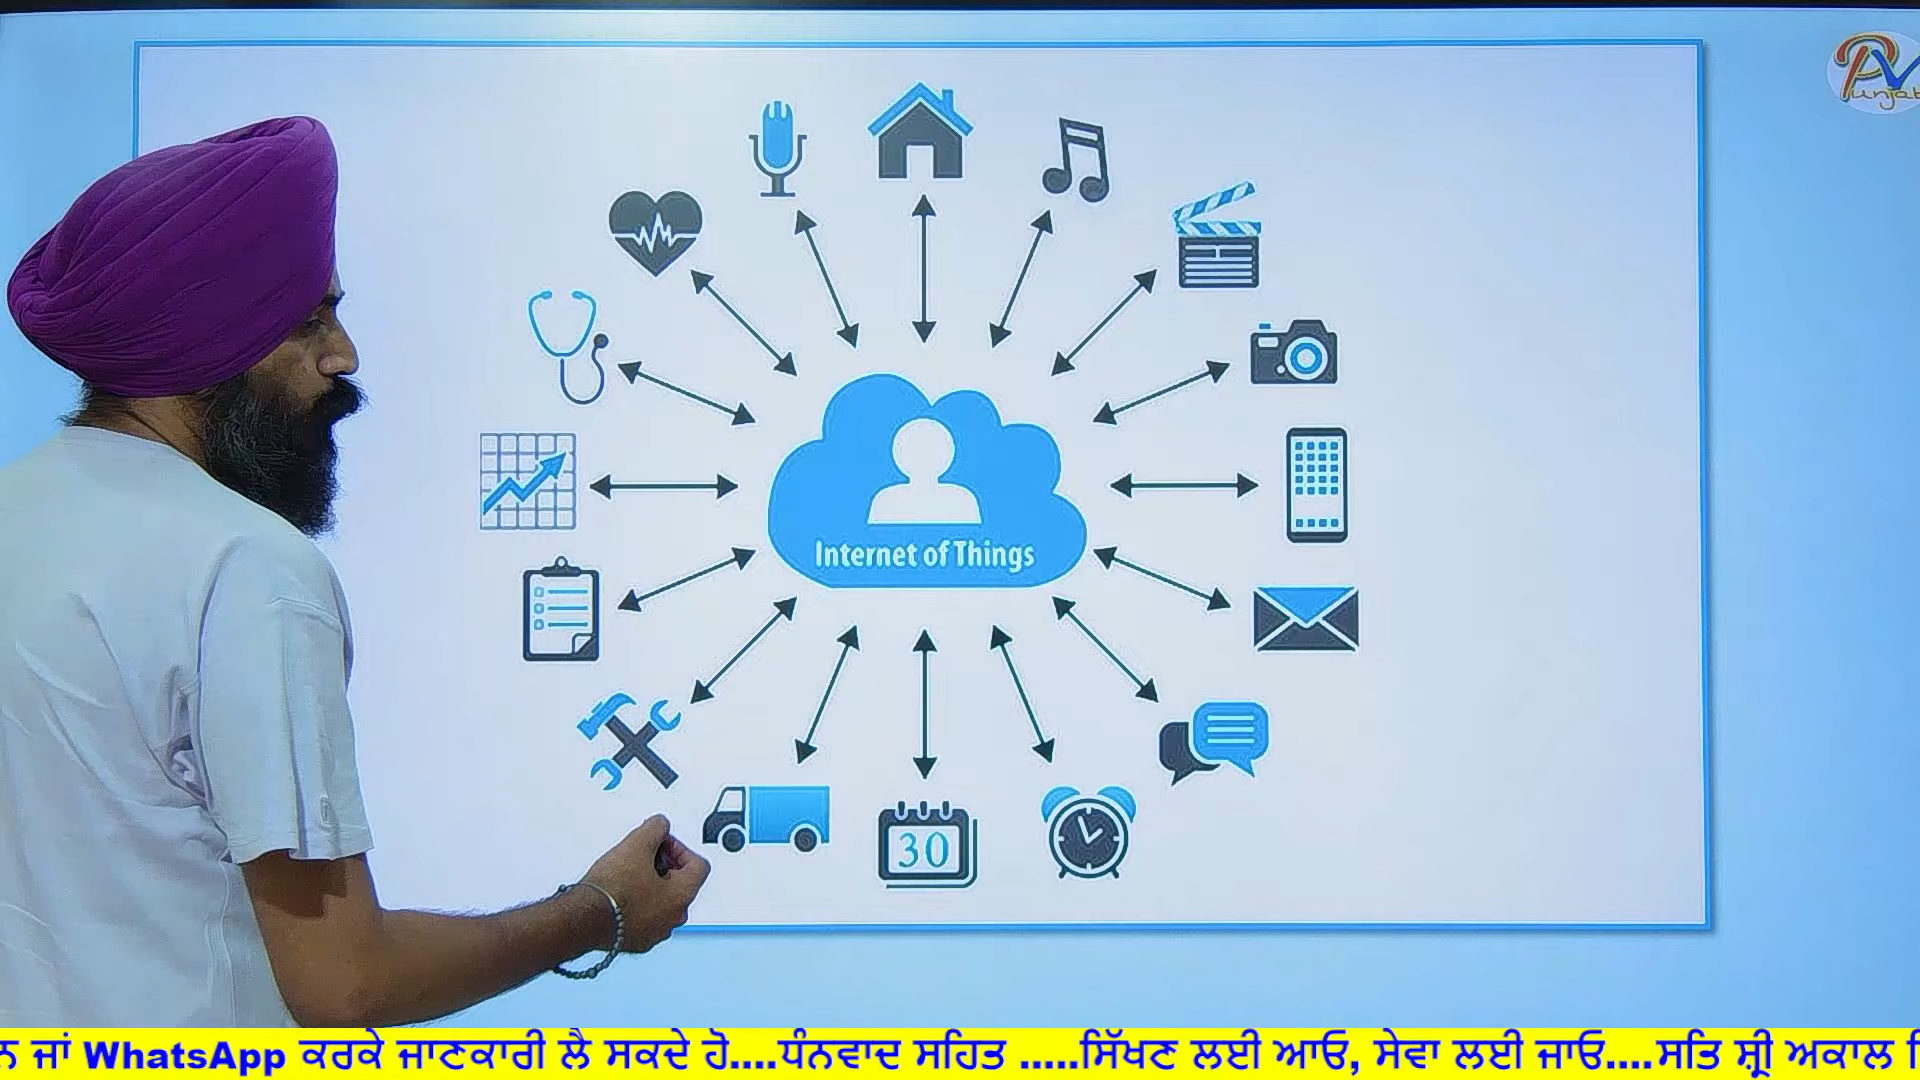 Internet of Things
30
ਜਾਂ WhatsApp ਕਰਕੇ ਜਾਣਕਾਰੀ ਲੈ ਸਕਦੇ ਹੋ....ਧੰਨਵਾਦ ਸਹਿਤ .....ਸਿੱਖਣ ਲਈ ਆਓ, ਸੇਵਾ ਲਈ ਜਾਓ....ਸਤਿ ਸ਼੍ਰੀ ਅਕਾਲ